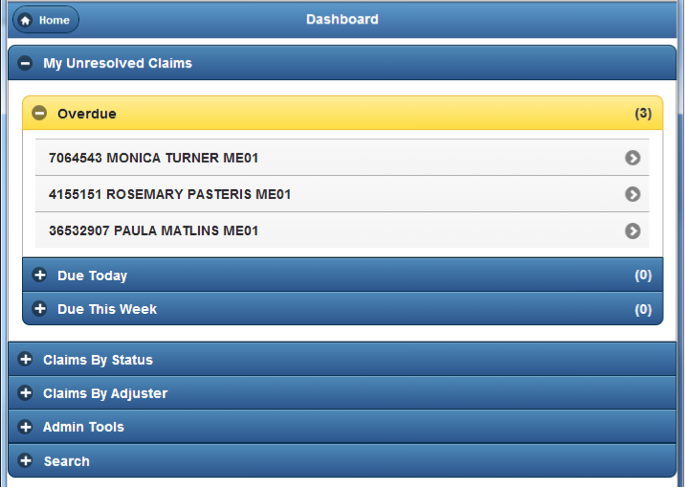 Home
Dashboard
My Unresolved Claims
Overdue (3)
7064543 MONICA TURNER ME01
4155151 ROSEMARY PASTERIS ME01
36532907 PAULA MATLINS ME01
Due Today (0)
Due This Week (0)
Claims By Status
Claims By Adjuster
Admin Tools
Search